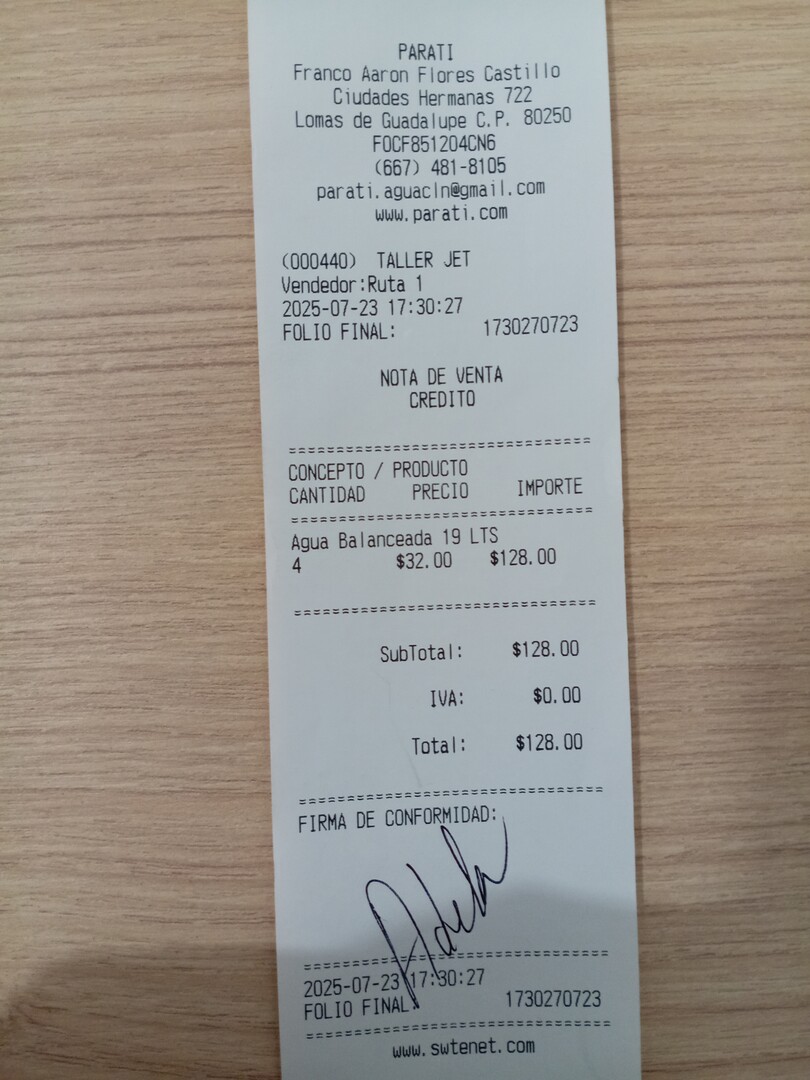 PARATI
Franco Aaron Flores Castillo
Ciudades Hermanas 722
Lomas de Guadalupe C.P. 80250
FOCF851204CN6
(667) 481-8105
parati.aguacln@gmail.com
www.parati.com
(000440) TALLER JET
Vendedor:Ruta 1
2025-07-23 17:30:27
FOLIO FINAL: 1730270723
NOTA DE VENTA
CREDITO
==============================
CONCEPTO / PRODUCTO
CANTIDAD PRECIO IMPORTE
==============================
Agua Balanceada 19 LTS
4 $32.00 $128.00
==============================
SubTotal: $128.00
IVA: $0.00
Total: $128.00
==============================
FIRMA DE CONFORMIDAD:
Adela
==============================
2025-07-23 17:30:27
FOLIO FINAL: 1730270723
==============================
www.swtenet.com